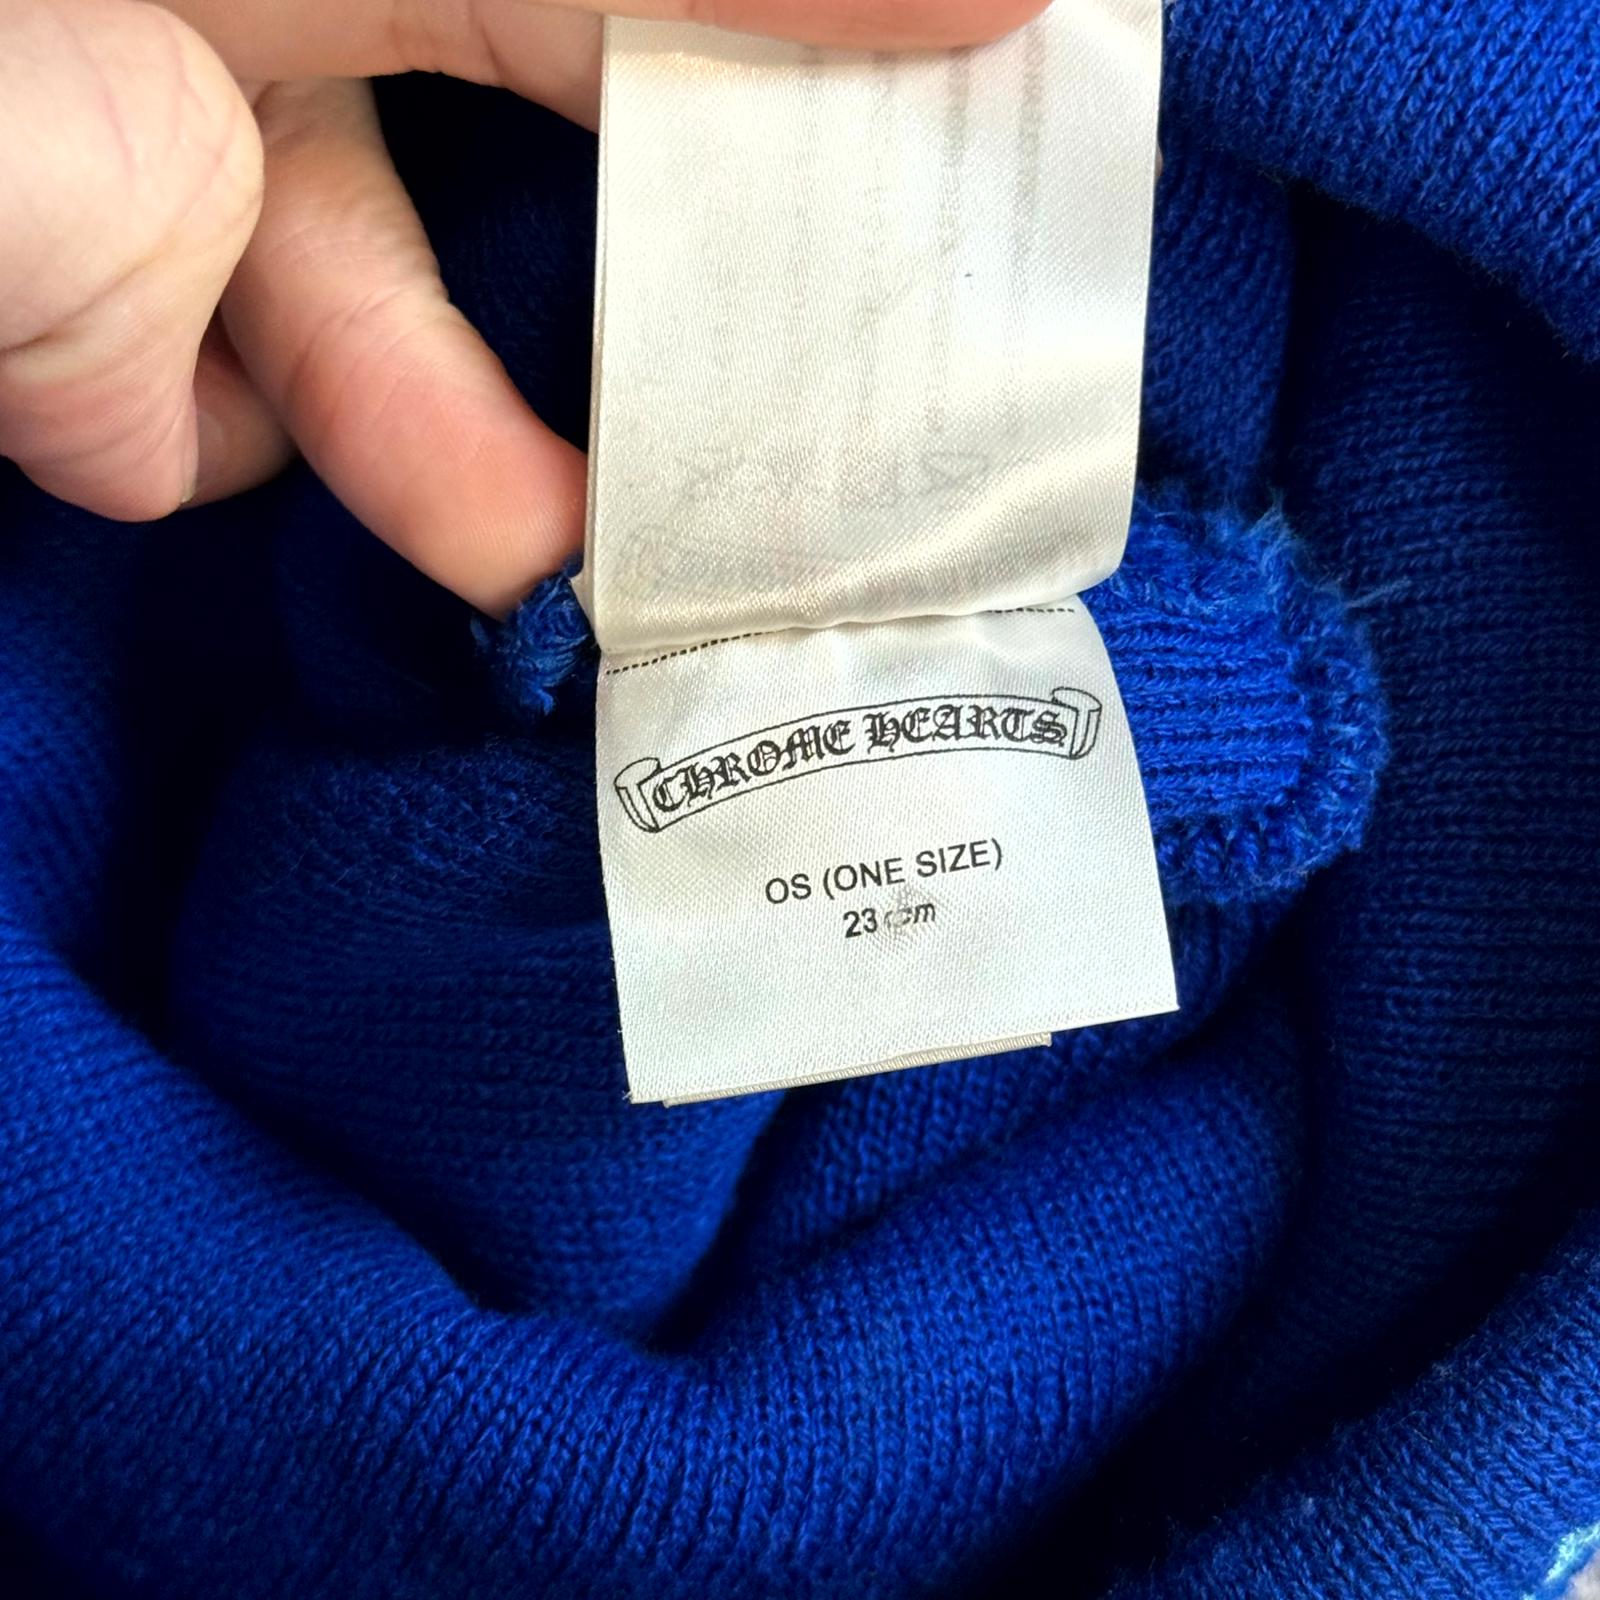 CHROME HEARTS
OS (ONE SIZE)
23 cm